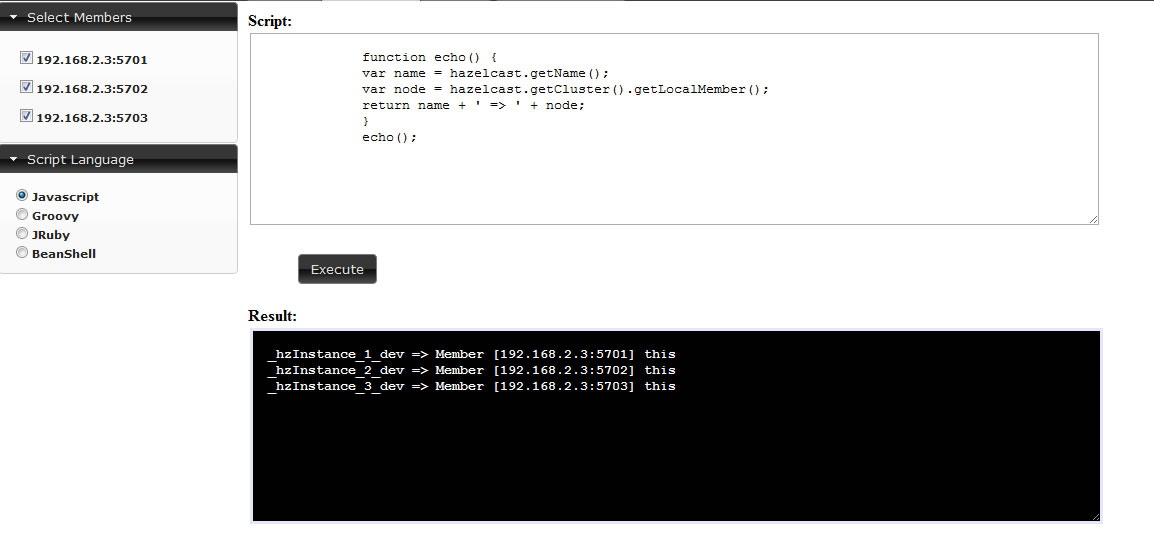 Select Members
192.168.2.3:5701
192.168.2.3:5702
192.168.2.3:5703
Script Language
Javascript
Groovy
JRuby
BeanShell
Script:
function echo() {
var name = hazelcast.getName();
var node = hazelcast.getCluster().getLocalMember();
return name + ' => ' + node;
}
echo();
Execute
Result:
_hzInstance_1_dev => Member [192.168.2.3:5701] this
_hzInstance_2_dev => Member [192.168.2.3:5702] this
_hzInstance_3_dev => Member [192.168.2.3:5703] this